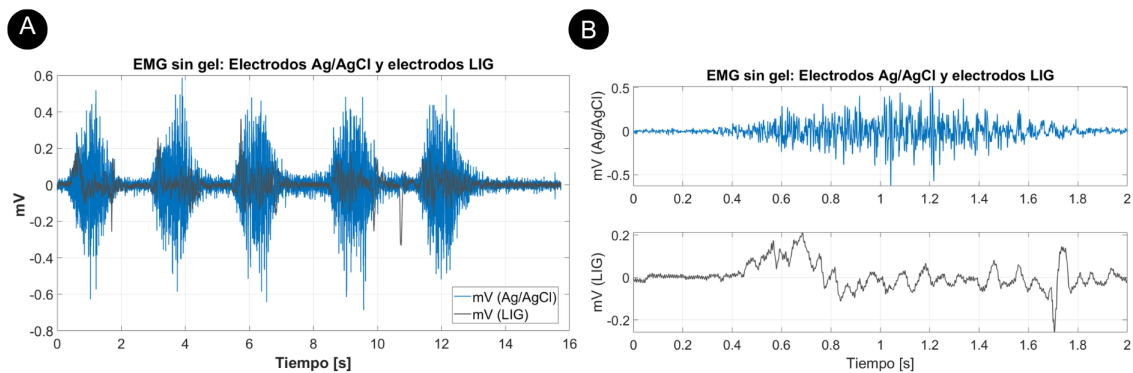 A
EMG sin gel: Electrodos Ag/AgCl y electrodos LIG
0.6
0.4
0.2
0
-0.2
-0.4
-0.6
-0.8
mV
0 2 4 6 8 10 12 14 16
Tiempo [s]
mV (Ag/AgCl)
mV (LIG)
B
EMG sin gel: Electrodos Ag/AgCl y electrodos LIG
0.5
0
-0.5
mV (Ag/AgCl)
0 0.2 0.4 0.6 0.8 1 1.2 1.4 1.6 1.8 2
0.2
0
-0.2
mV (LIG)
0 0.2 0.4 0.6 0.8 1 1.2 1.4 1.6 1.8 2
Tiempo [s]